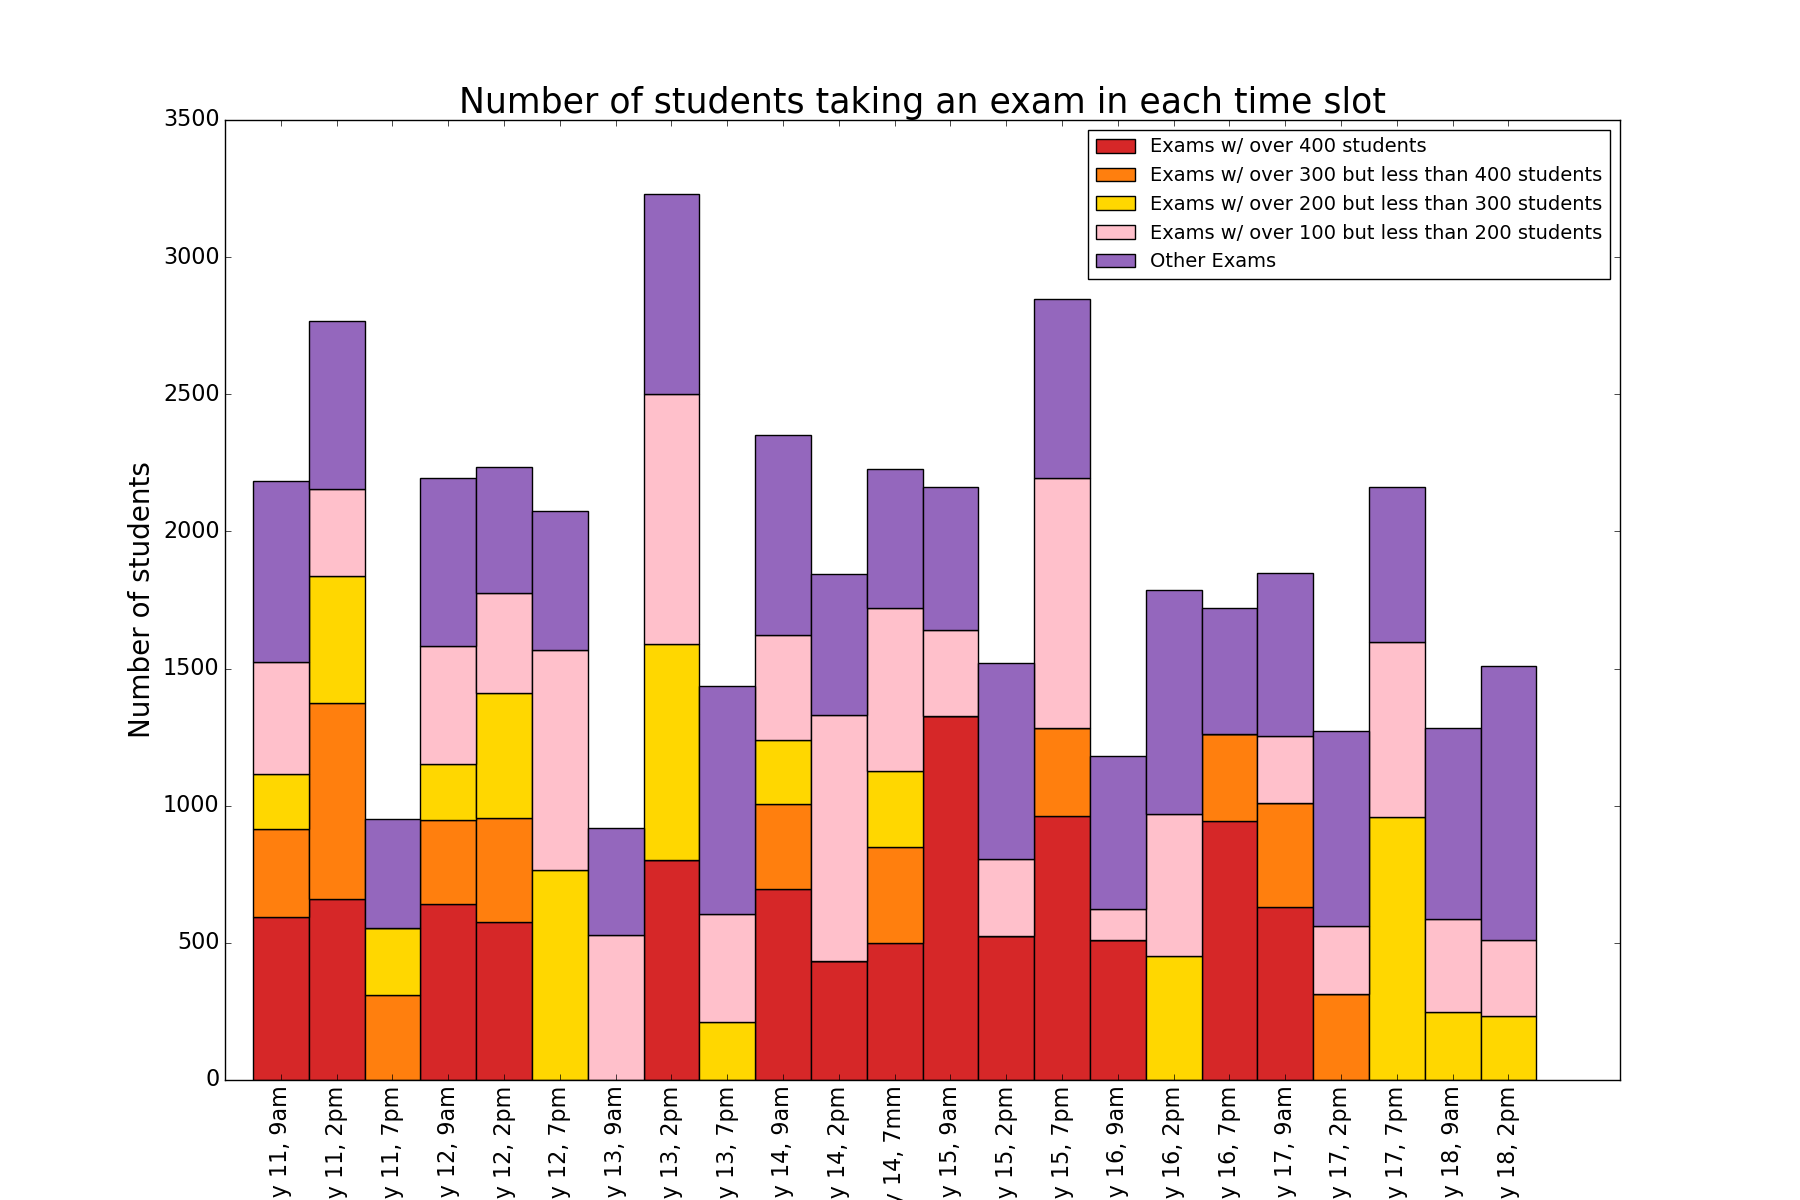 Number of students taking an exam in each time slot
3500
3000
2500
2000
1500
1000
500
0
Number of students
Exams w/ over 400 students
Exams w/ over 300 but less than 400 students
Exams w/ over 200 but less than 300 students
Exams w/ over 100 but less than 200 students
Other Exams
y 11, 9am
y 11, 2pm
y 11, 7pm
y 12, 9am
y 12, 2pm
y 12, 7pm
y 13, 9am
y 13, 2pm
y 13, 7pm
y 14, 9am
y 14, 2pm
y 14, 7mm
y 15, 9am
y 15, 2pm
y 15, 7pm
y 16, 9am
y 16, 2pm
y 16, 7pm
y 17, 9am
y 17, 2pm
y 17, 7pm
y 18, 9am
y 18, 2pm